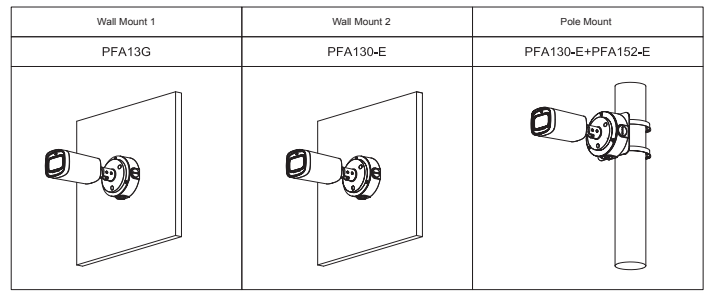 Wall Mount 1
Wall Mount 2
Pole Mount
PFA13G
PFA130-E
PFA130-E+PFA152-E